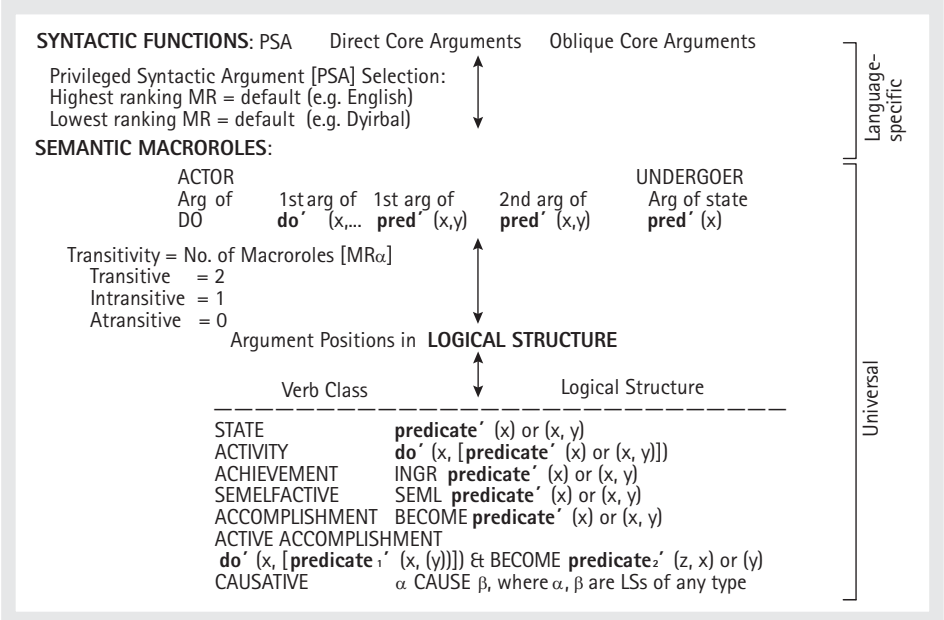 SYNTACTIC FUNCTIONS: PSA Direct Core Arguments Oblique Core Arguments
Privileged Syntactic Argument [PSA] Selection:
Highest ranking MR = default (e.g. English)
Lowest ranking MR = default (e.g. Dyirbal)
Language-
specific
SEMANTIC MACROROLES:
ACTOR UNDERGOER
Arg of 1st arg of 1st arg of 2nd arg of Arg of state
DO do′ (x,... pred′ (x,y) pred′ (x,y) pred′ (x)
Transitivity = No. of Macroroles [MRα]
Transitive = 2
Intransitive = 1
Atransitive = 0
Argument Positions in LOGICAL STRUCTURE
Universal
Verb Class Logical Structure
STATE predicate′ (x) or (x, y)
ACTIVITY do′ (x, [predicate′ (x) or (x, y)])
ACHIEVEMENT INGR predicate′ (x) or (x, y)
SEMELFACTIVE SEML predicate′ (x) or (x, y)
ACCOMPLISHMENT BECOME predicate′ (x) or (x, y)
ACTIVE ACCOMPLISHMENT
do′ (x, [predicate₁′ (x, (y))]) & BECOME predicate₂′ (z, x) or (y)
CAUSATIVE α CAUSE β, where α, β are LSs of any type